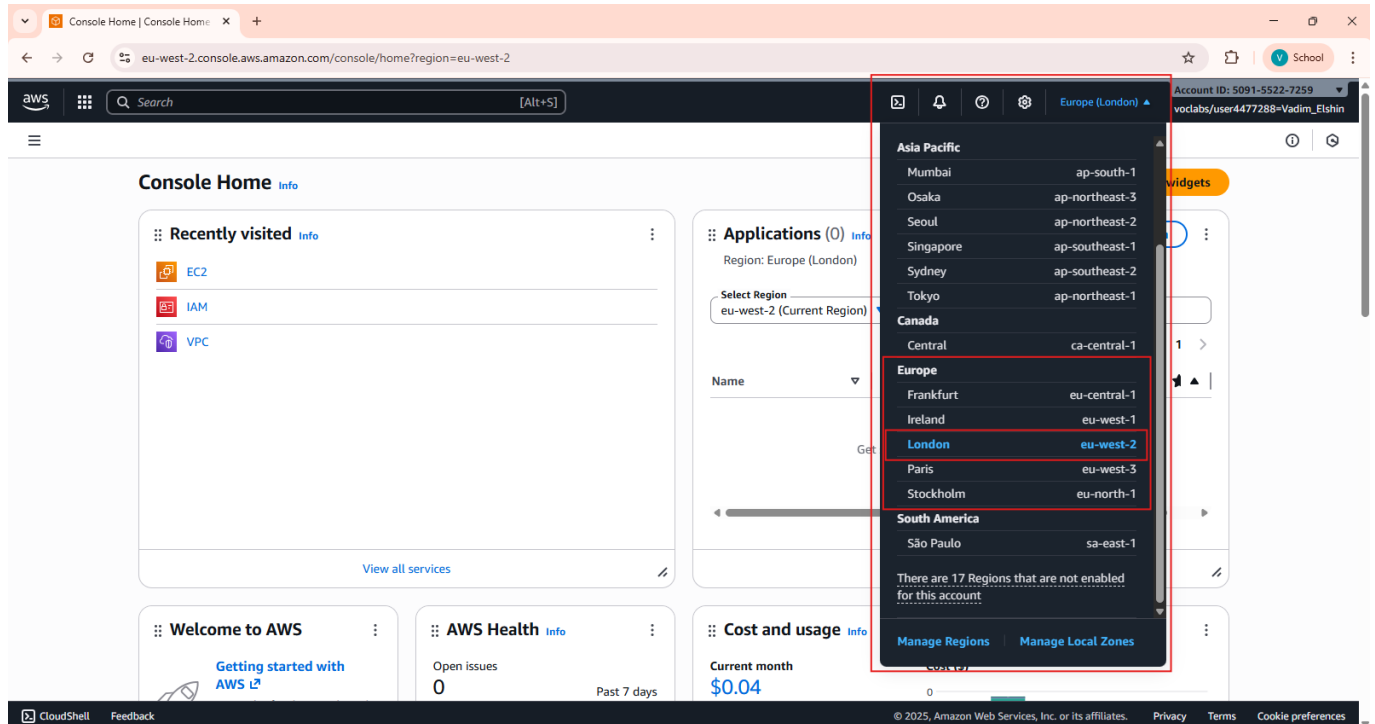 Console Home | Console Home
eu-west-2.console.aws.amazon.com/console/home?region=eu-west-2
School
V
aws
Search
[Alt+S]
Europe (London)
Account ID: 5091-5522-7259
voclabs/user4477288=Vadim_Elshin
Console Home Info
widgets
Recently visited Info
EC2
IAM
VPC
View all services
Applications (0) Info
Region: Europe (London)
Select Region
eu-west-2 (Current Region)
1
Name
Get
Asia Pacific
Mumbai ap-south-1
Osaka ap-northeast-3
Seoul ap-northeast-2
Singapore ap-southeast-1
Sydney ap-southeast-2
Tokyo ap-northeast-1
Canada
Central ca-central-1
Europe
Frankfurt eu-central-1
Ireland eu-west-1
London eu-west-2
Paris eu-west-3
Stockholm eu-north-1
South America
São Paulo sa-east-1
There are 17 Regions that are not enabled
for this account
Manage Regions Manage Local Zones
Welcome to AWS
Getting started with
AWS
AWS Health Info
Open issues
0
Past 7 days
Cost and usage Info
Current month
$0.04
Cost ($)
0
CloudShell Feedback
© 2025, Amazon Web Services, Inc. or its affiliates. Privacy Terms Cookie preferences